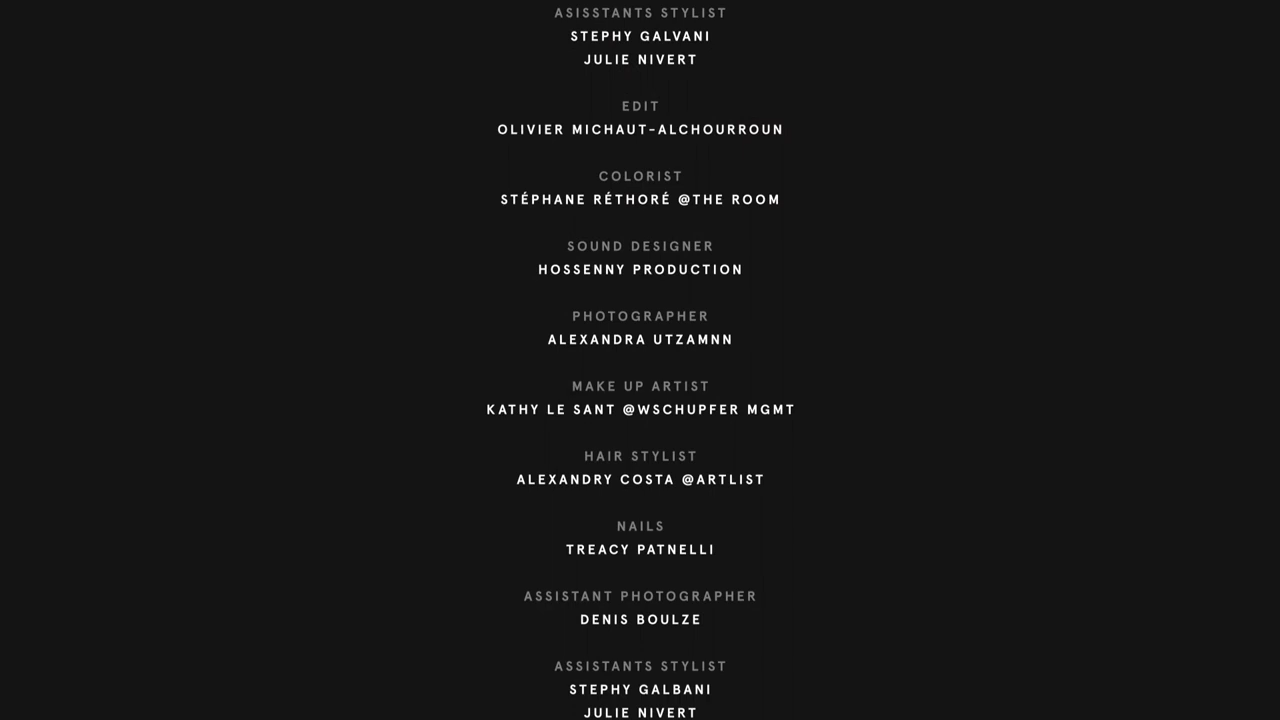 ASISSTANTS STYLIST
STEPHY GALVANI
JULIE NIVERT
EDIT
OLIVIER MICHAUT-ALCHOURROUN
COLORIST
STÉPHANE RÉTHORÉ @THE ROOM
SOUND DESIGNER
HOSSENNY PRODUCTION
PHOTOGRAPHER
ALEXANDRA UTZAMNN
MAKE UP ARTIST
KATHY LE SANT @WSCHUPFER MGMT
HAIR STYLIST
ALEXANDRY COSTA @ARTLIST
NAILS
TREACY PATNELLI
ASSISTANT PHOTOGRAPHER
DENIS BOULZE
ASSISTANTS STYLIST
STEPHY GALBANI
JULIE NIVERT